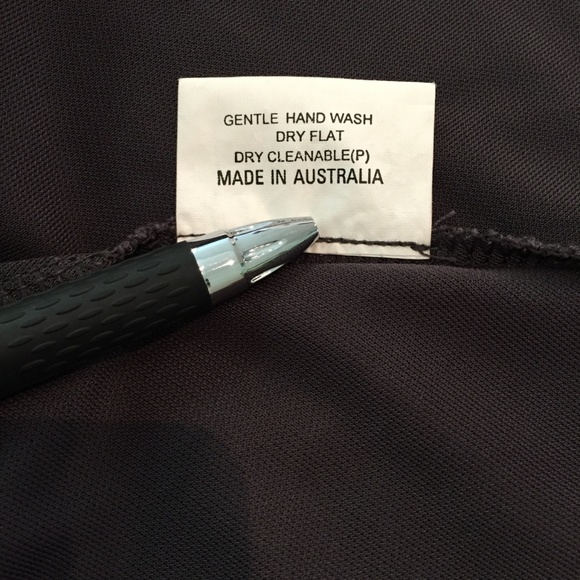 GENTLE HAND WASH
DRY FLAT
DRY CLEANABLE(P)
MADE IN AUSTRALIA